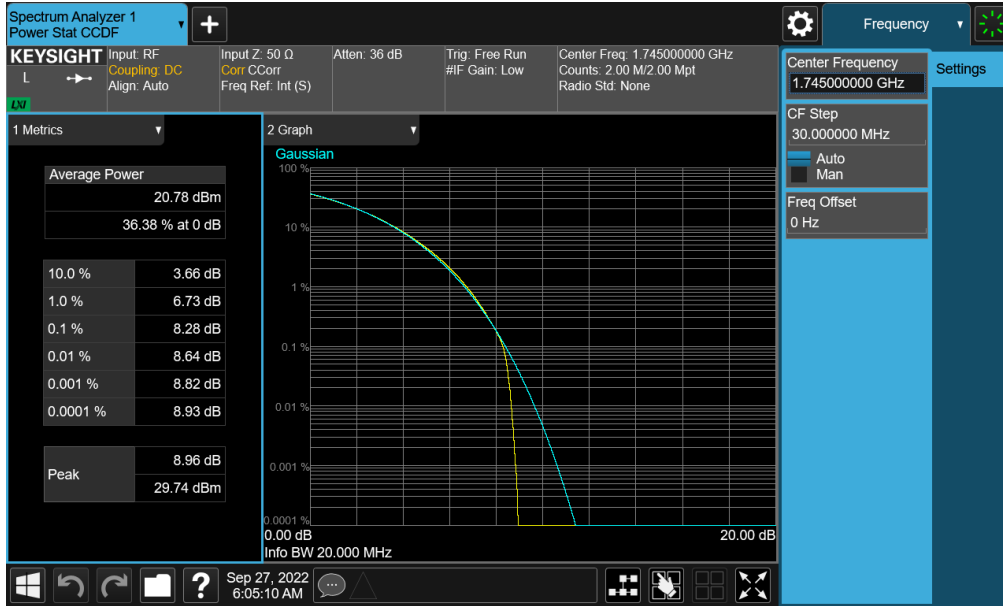 Spectrum Analyzer 1
Power Stat CCDF
Frequency
KEYSIGHT
L
LXI
Input: RF
Coupling: DC
Align: Auto
Input Z: 50 Ω
Corr CCorr
Freq Ref: Int (S)
Atten: 36 dB
Trig: Free Run
#IF Gain: Low
Center Freq: 1.745000000 GHz
Counts: 2.00 M/2.00 Mpt
Radio Std: None
Center Frequency
1.745000000 GHz
Settings
CF Step
30.000000 MHz
Auto
Man
Freq Offset
0 Hz
1 Metrics
Average Power
20.78 dBm
36.38 % at 0 dB
10.0 % 3.66 dB
1.0 % 6.73 dB
0.1 % 8.28 dB
0.01 % 8.64 dB
0.001 % 8.82 dB
0.0001 % 8.93 dB
Peak
8.96 dB
29.74 dBm
2 Graph
Gaussian
100 %
10 %
1 %
0.1 %
0.01 %
0.001 %
0.0001 %
0.00 dB 20.00 dB
Info BW 20.000 MHz
?
Sep 27, 2022
6:05:10 AM